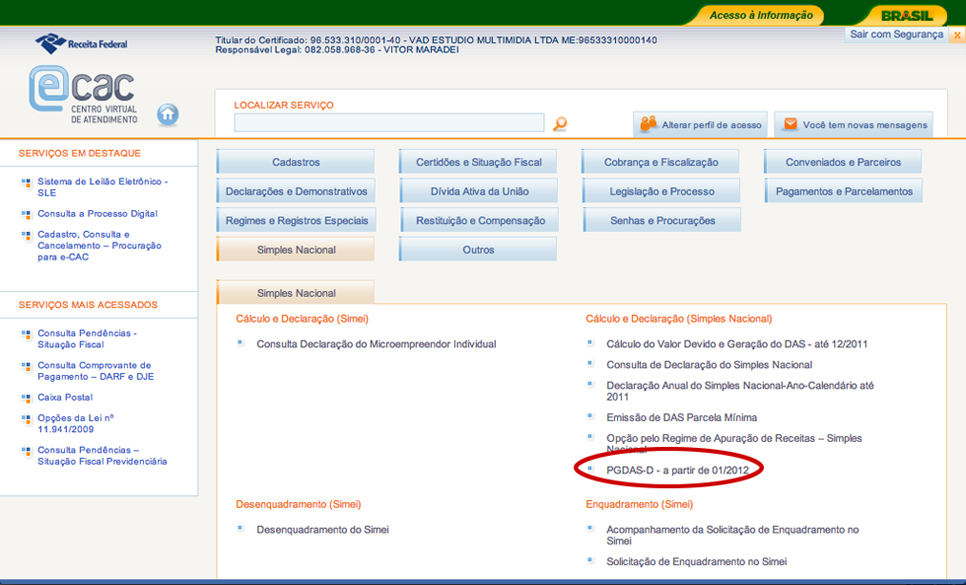 Acesso à Informação
BRASIL
Receita Federal
Titular do Certificado: 96.533.310/0001-40 - VAD ESTUDIO MULTIMIDIA LTDA ME:96533310000140
Responsável Legal: 082.058.968-36 - VITOR MARADEI
Sair com Segurança X
e cac
CENTRO VIRTUAL
DE ATENDIMENTO
LOCALIZAR SERVIÇO
Alterar perfil de acesso
Você tem novas mensagens
SERVIÇOS EM DESTAQUE
Sistema de Leilão Eletrônico -
SLE
Consulta a Processo Digital
Cadastro, Consulta e
Cancelamento – Procuração
para e-CAC
SERVIÇOS MAIS ACESSADOS
Consulta Pendências -
Situação Fiscal
Consulta Comprovante de
Pagamento – DARF e DJE
Caixa Postal
Opções da Lei nº
11.941/2009
Consulta Pendências –
Situação Fiscal Previdenciária
Cadastros
Certidões e Situação Fiscal
Cobrança e Fiscalização
Conveniados e Parceiros
Declarações e Demonstrativos
Dívida Ativa da União
Legislação e Processo
Pagamentos e Parcelamentos
Regimes e Registros Especiais
Restituição e Compensação
Senhas e Procurações
Simples Nacional
Outros
Simples Nacional
Cálculo e Declaração (Simei)
Consulta Declaração do Microempreendor Individual
Cálculo e Declaração (Simples Nacional)
Cálculo do Valor Devido e Geração do DAS - até 12/2011
Consulta de Declaração do Simples Nacional
Declaração Anual do Simples Nacional-Ano-Calendário até
2011
Emissão de DAS Parcela Mínima
Opção pelo Regime de Apuração de Receitas – Simples
Nacional
PGDAS-D - a partir de 01/2012
Desenquadramento (Simei)
Desenquadramento do Simei
Enquadramento (Simei)
Acompanhamento da Solicitação de Enquadramento no
Simei
Solicitação de Enquadramento no Simei